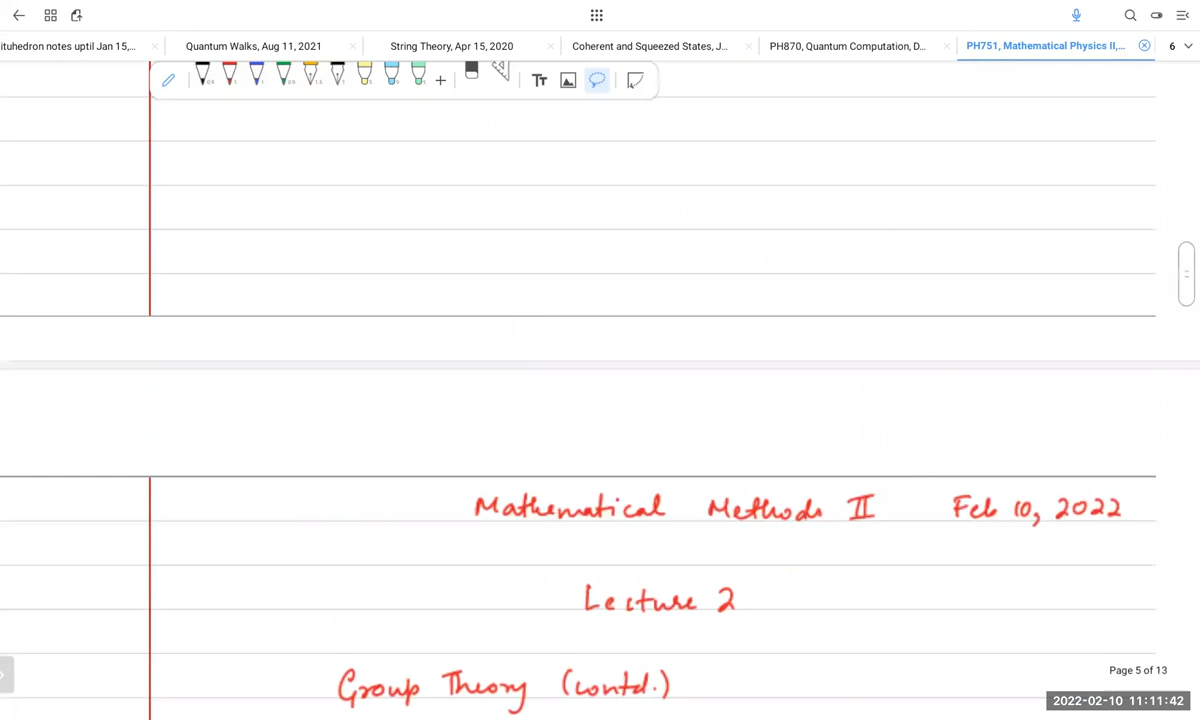 ituhedron notes uptil Jan 15,...
Quantum Walks, Aug 11, 2021
String Theory, Apr 15, 2020
Coherent and Squeezed States, J...
PH870, Quantum Computation, D...
PH751, Mathematical Physics II,...
6
Tт
Mathematical Methods II Feb 10, 2022
Lecture 2
Group Theory (contd.)
Page 5 of 13
2022-02-10 11:11:42